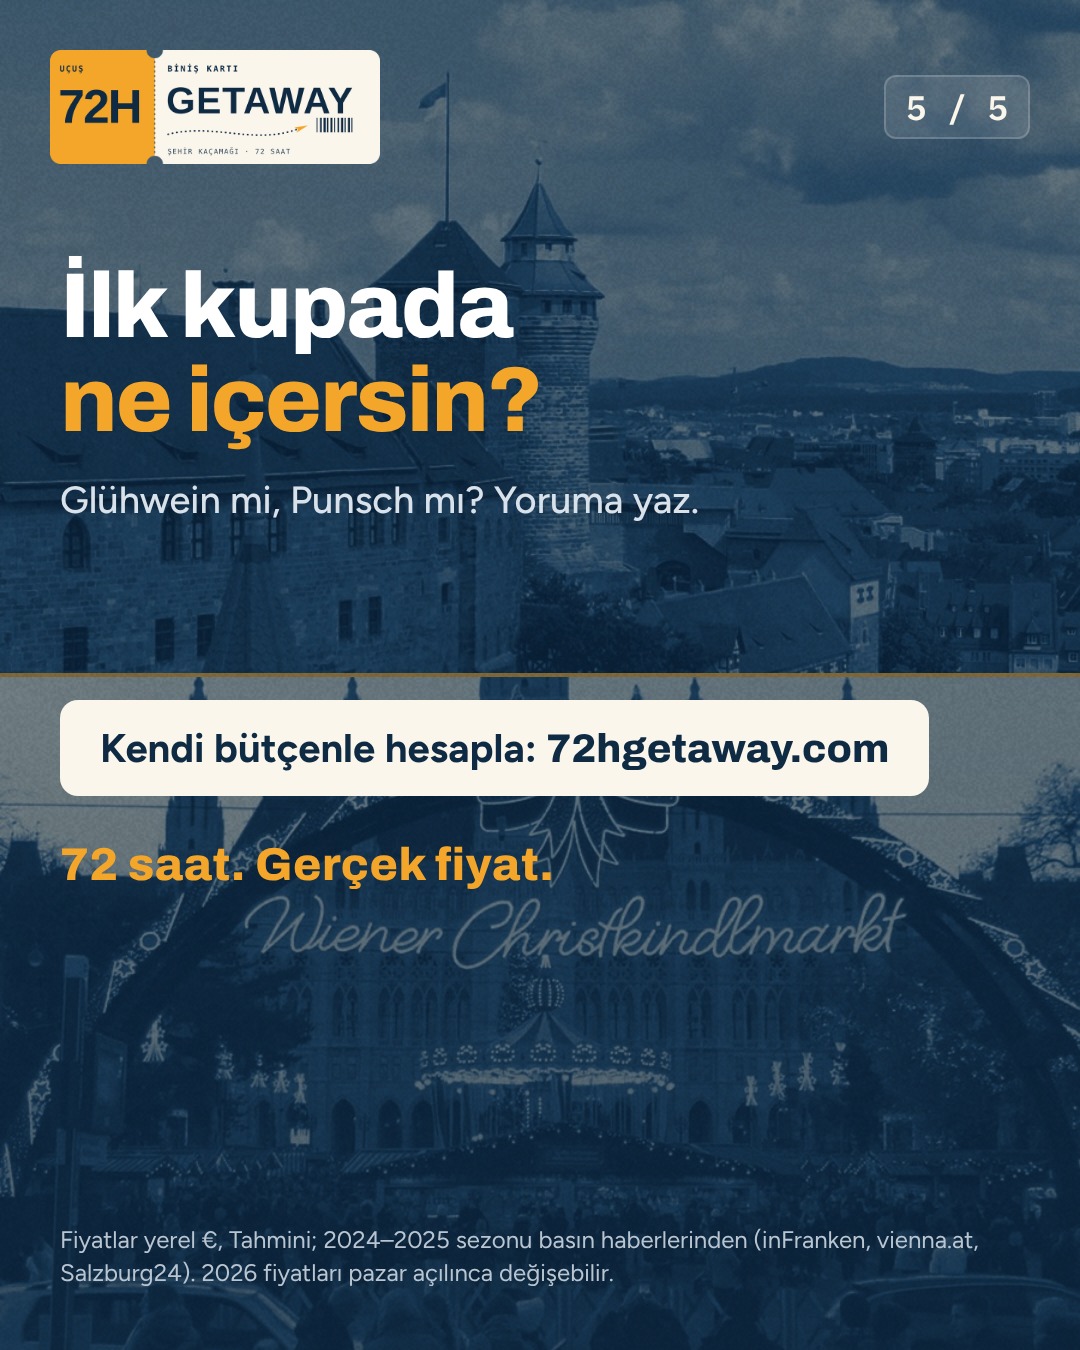 UÇUŞ
72H
BİNİŞ KARTI
GETAWAY
ŞEHİR KAÇAMAĞI · 72 SAAT
5 / 5
İlk kupada
ne içersin?
Glühwein mi, Punsch mı? Yoruma yaz.
Kendi bütçenle hesapla: 72hgetaway.com
72 saat. Gerçek fiyat.
Wiener Christkindlmarkt
Fiyatlar yerel €, Tahmini; 2024–2025 sezonu basın haberlerinden (inFranken, vienna.at,
Salzburg24). 2026 fiyatları pazar açılınca değişebilir.